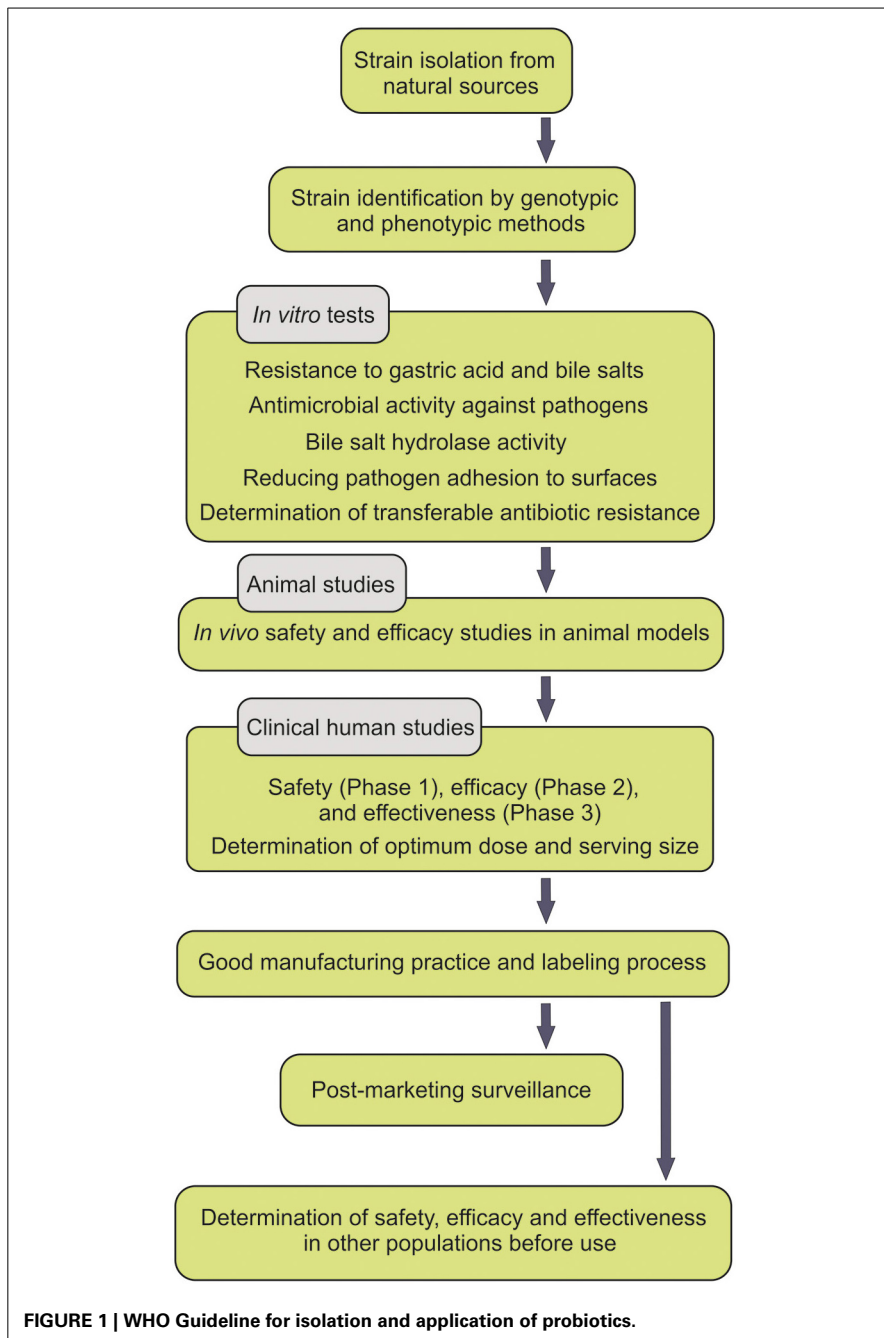 Strain isolation from
natural sources
Strain identification by genotypic
and phenotypic methods
In vitro tests
Resistance to gastric acid and bile salts
Antimicrobial activity against pathogens
Bile salt hydrolase activity
Reducing pathogen adhesion to surfaces
Determination of transferable antibiotic resistance
Animal studies
In vivo safety and efficacy studies in animal models
Clinical human studies
Safety (Phase 1), efficacy (Phase 2),
and effectiveness (Phase 3)
Determination of optimum dose and serving size
Good manufacturing practice and labeling process
Post-marketing surveillance
Determination of safety, efficacy and effectiveness
in other populations before use
FIGURE 1 | WHO Guideline for isolation and application of probiotics.